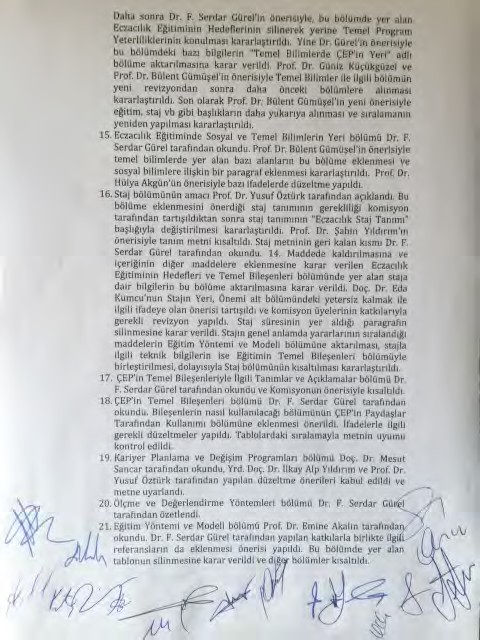 Daha sonra Dr. F. Serdar Gürel'in önerisiyle, bu bölümde yer alan
Eczacılık Eğitiminin Hedeflerinin silinerek yerine Temel Program
Yeterliliklerinin konulması kararlaştırıldı. Yine Dr. Gürel'in önerisiyle
bu bölümdeki bazı bilgilerin "Temel Bilimlerde ÇEP'in Yeri" adlı
bölüme aktarılmasına karar verildi. Prof. Dr. Güniz Küçükgüzel ve
Prof. Dr. Bülent Gümüşel'in önerisiyle Temel Bilimler ile ilgili bölümün
yeni revizyondan sonra daha önceki bölümlere alınması
kararlaştırıldı. Son olarak Prof. Dr. Bülent Gümüşel'in yeni önerisiyle
eğitim, staj vb gibi başlıkların daha yukarıya alınması ve sıralamanın
yeniden yapılması kararlaştırıldı.
15. Eczacılık Eğitiminde Sosyal ve Temel Bilimlerin Yeri bölümü Dr. F.
Serdar Gürel tarafından okundu. Prof. Dr. Bülent Gümüşel'in önerisiyle
temel bilimlerde yer alan bazı alanların bu bölüme eklenmesi ve
sosyal bilimlere ilişkin bir paragraf eklenmesi kararlaştırıldı. Prof. Dr.
Hülya Akgün'ün önerisiyle bazı ifadelerde düzeltme yapıldı.
16. Staj bölümünün amacı Prof. Dr. Yusuf Öztürk tarafından açıklandı. Bu
bölüme eklenmesini önerdiği staj tanımının gerekliliği komisyon
tarafından tartışıldıktan sonra staj tanımının "Eczacılık Staj Tanımı"
başlığıyla değiştirilmesi kararlaştırıldı. Prof. Dr. Şahin Yıldırım'ın
önerisiyle tanım metni kısaltıldı. Staj metninin geri kalan kısmı Dr. F.
Serdar Gürel tarafından okundu. 14. Maddede kaldırılmasına ve
içeriğinin diğer maddelere eklenmesine karar verilen Eczacılık
Eğitiminin Hedefleri ve Temel Bileşenleri bölümünde yer alan staja
dair bilgilerin bu bölüme aktarılmasına karar verildi. Doç. Dr. Eda
Kumcu'nun Stajın Yeri, Önemi alt bölümündeki yetersiz kalmak ile
ilgili ifadeye olan önerisi tartışıldı ve komisyon üyelerinin katkılarıyla
gerekli revizyon yapıldı. Staj süresinin yer aldığı paragrafın
silinmesine karar verildi. Stajın genel anlamda yararlarının sıralandığı
maddelerin Eğitim Yöntemi ve Modeli bölümüne aktarılması, stajla
ilgili teknik bilgilerin ise Eğitimin Temel Bileşenleri bölümüyle
birleştirilmesi, dolayısıyla Staj bölümünün kısaltılması kararlaştırıldı.
17. ÇEP'in Temel Bileşenleriyle İlgili Tanımlar ve Açıklamalar bölümü Dr.
F. Serdar Gürel tarafından okundu ve Komisyonun önerisiyle kısaltıldı.
18. ÇEP'in Temel Bileşenleri bölümü Dr. F. Serdar Gürel tarafından
okundu. Bileşenlerin nasıl kullanılacağı bölümünün ÇEP'in Paydaşlar
Tarafından Kullanımı bölümüne eklenmesi önerildi. İfadelerle ilgili
gerekli düzeltmeler yapıldı. Tablolardaki sıralamayla metnin uyumu
kontrol edildi.
19. Kariyer Planlama ve Değişim Programları bölümü Doç. Dr. Mesut
Sancar tarafından okundu, Yrd. Doç. Dr. İlkay Alp Yıldırım ve Prof. Dr.
Yusuf Öztürk tarafından yapılan düzeltme önerileri kabul edildi ve
metne uyarlandı.
20. Ölçme ve Değerlendirme Yöntemleri bölümü Dr. F. Serdar Gürel
tarafından özetlendi.
21. Eğitim Yöntemi ve Modeli bölümü Prof. Dr. Emine Akalın tarafından
okundu. Dr. F. Serdar Gürel tarafından yapılan katkılarla birlikte ilgili
referansların da eklenmesi önerisi yapıldı. Bu bölümde yer alan
tablonun silinmesine karar verildi ve diğer bölümler kısaltıldı.